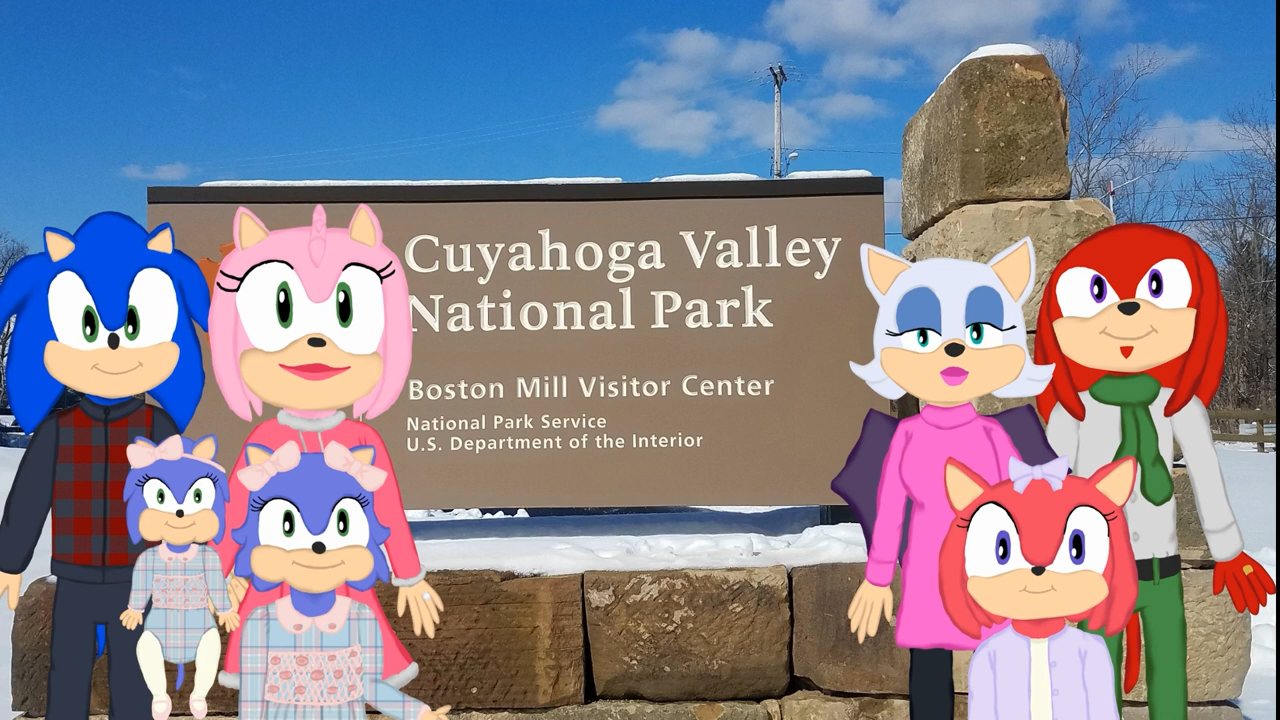 Cuyahoga Valley
National Park
Boston Mill Visitor Center
National Park Service
U.S. Department of the Interior